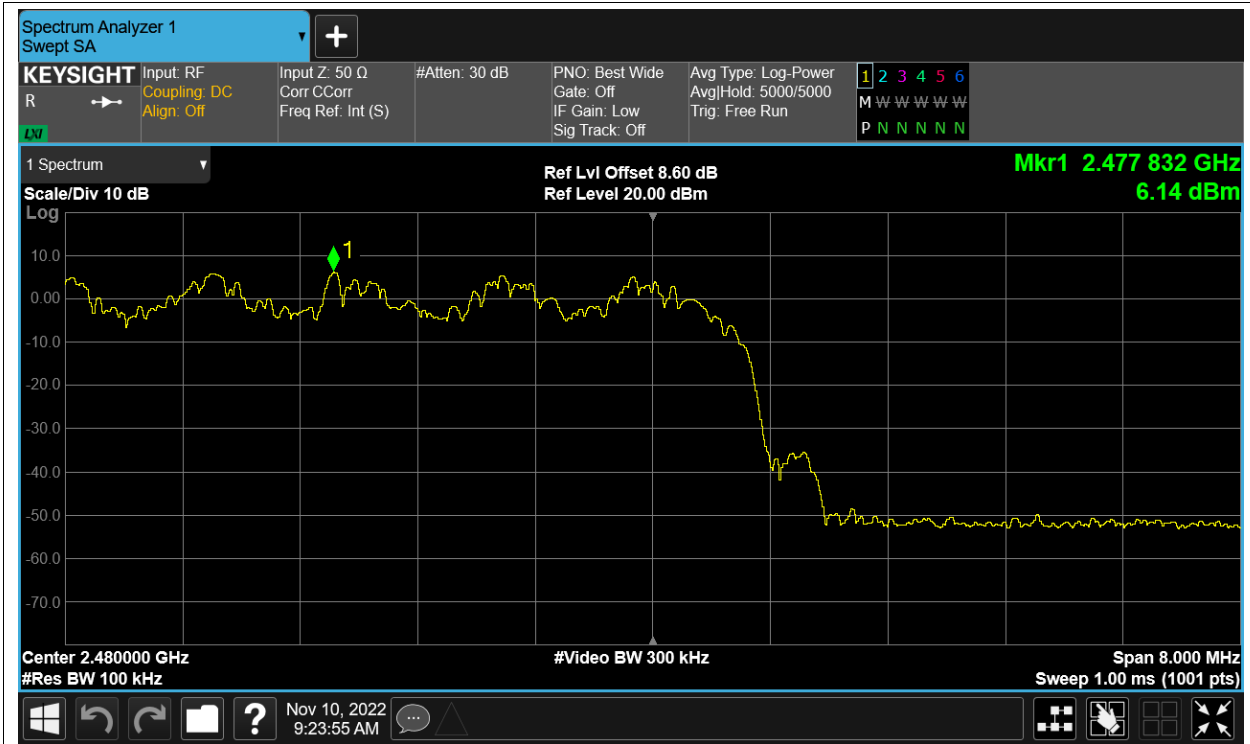 Spectrum Analyzer 1
Swept SA
+
KEYSIGHT
R
LXI
Input: RF
Coupling: DC
Align: Off
Input Z: 50 Ω
Corr CCorr
Freq Ref: Int (S)
#Atten: 30 dB
PNO: Best Wide
Gate: Off
IF Gain: Low
Sig Track: Off
Avg Type: Log-Power
Avg|Hold: 5000/5000
Trig: Free Run
1 2 3 4 5 6
M W W W W W
P N N N N N
1 Spectrum
Scale/Div 10 dB
Log
Ref Lvl Offset 8.60 dB
Ref Level 20.00 dBm
Mkr1 2.477 832 GHz
6.14 dBm
1
10.0
0.00
-10.0
-20.0
-30.0
-40.0
-50.0
-60.0
-70.0
Center 2.480000 GHz
#Res BW 100 kHz
#Video BW 300 kHz
Span 8.000 MHz
Sweep 1.00 ms (1001 pts)
?
Nov 10, 2022
9:23:55 AM